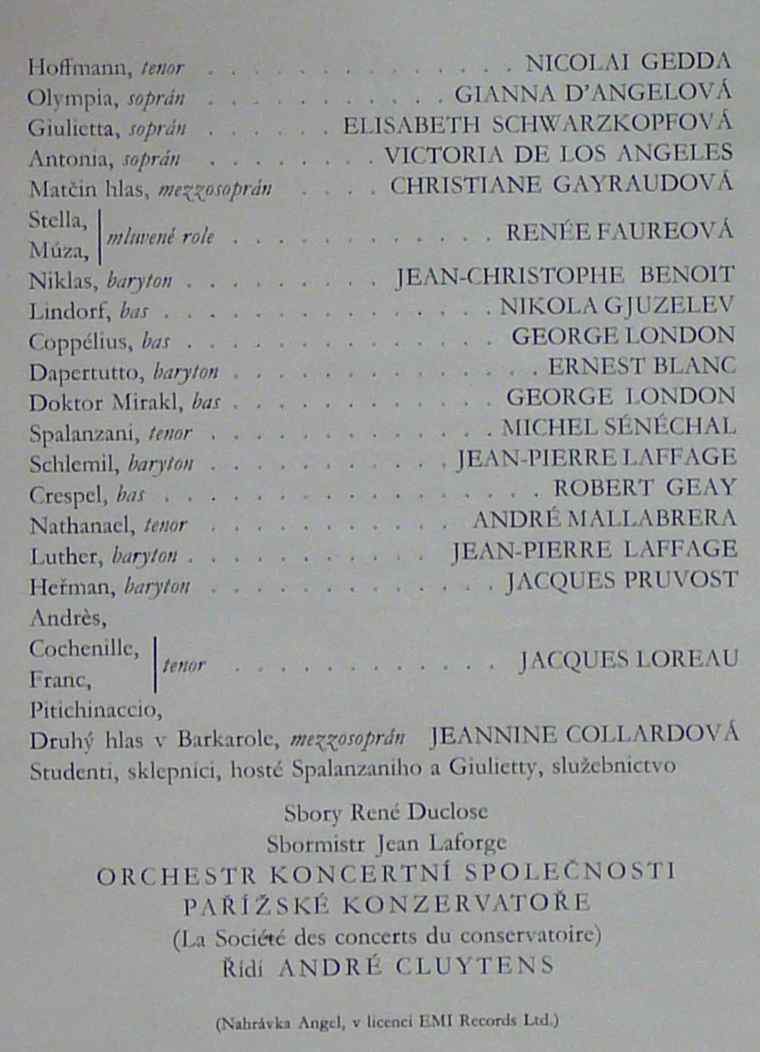 Hoffmann, tenor . . . . . . . . . . . . . . NICOLAI GEDDA
Olympia, soprán . . . . . . . . . . . GIANNA D'ANGELOVÁ
Giulietta, soprán . . . . . . ELISABETH SCHWARZKOPFOVÁ
Antonia, soprán . . . . . . . . VICTORIA DE LOS ANGELES
Matčin hlas, mezzosoprán . . . . CHRISTIANE GAYRAUDOVÁ
Stella,
Múza,
mluvené role . . . . . . . . . . . . RENÉE FAUREOVÁ
Niklas, baryton . . . . . . . . . JEAN-CHRISTOPHE BENOIT
Lindorf, bas . . . . . . . . . . . . . . . NIKOLA GJUZELEV
Coppélius, bas . . . . . . . . . . . . . . GEORGE LONDON
Dapertutto, baryton . . . . . . . . . . . . . . ERNEST BLANC
Doktor Mirakl, bas . . . . . . . . . . . . GEORGE LONDON
Spalanzani, tenor . . . . . . . . . . . . . MICHEL SÉNÉCHAL
Schlemil, baryton . . . . . . . . . . . JEAN-PIERRE LAFFAGE
Crespel, bas . . . . . . . . . . . . . . . . . ROBERT GEAY
Nathanael, tenor . . . . . . . . . . . ANDRÉ MALLABRERA
Luther, baryton . . . . . . . . . . . . JEAN-PIERRE LAFFAGE
Heřman, baryton . . . . . . . . . . . . . JACQUES PRUVOST
Andrès,
Cochenille,
Franc,
tenor . . . . . . . . . . . . JACQUES LOREAU
Pitichinaccio,
Druhý hlas v Barkarole, mezzosoprán JEANNINE COLLARDOVÁ
Studenti, sklepníci, hosté Spalanzaniho a Giulietty, služebnictvo
Sbory René Duclose
Sbormistr Jean Laforge
ORCHESTR KONCERTNÍ SPOLEČNOSTI
PAŘÍŽSKÉ KONZERVATOŘE
(La Société des concerts du conservatoire)
Řídí ANDRÉ CLUYTENS
(Nahrávka Angel, v licenci EMI Records Ltd.)